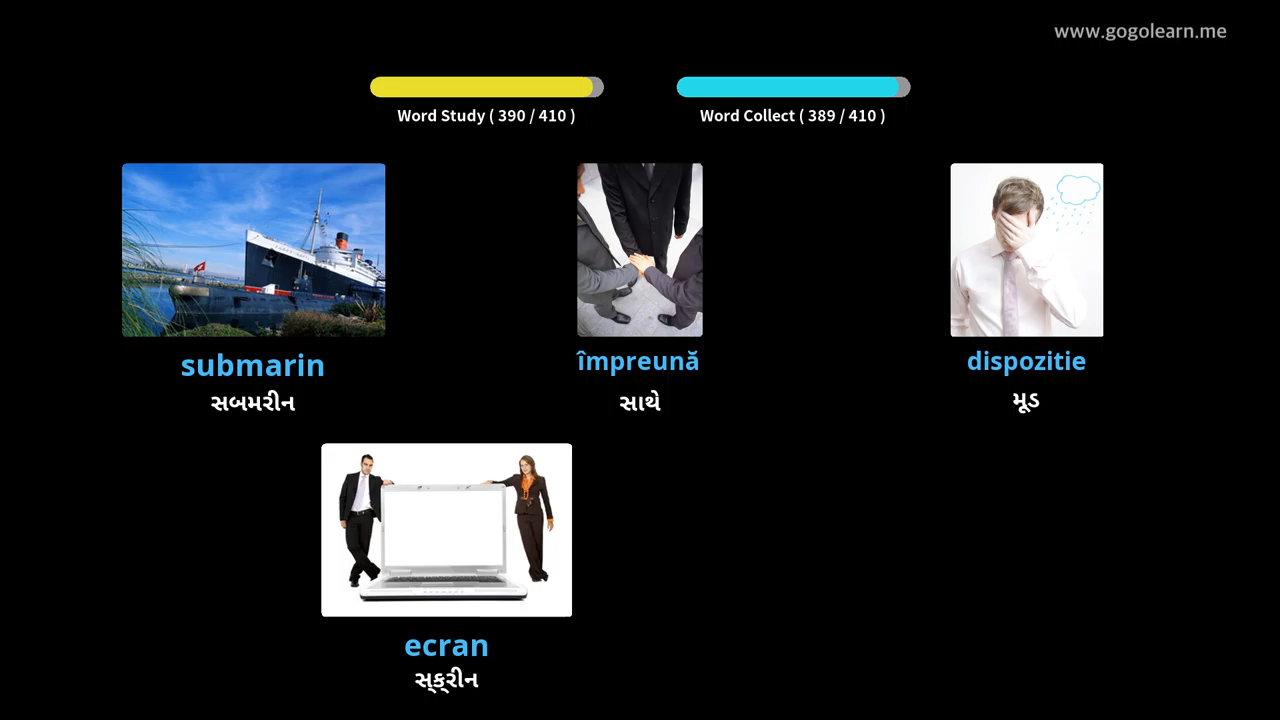 www.gogolearn.me
Word Study ( 390 / 410 )
Word Collect ( 389 / 410 )
submarin
સબમરીન
împreună
સાથે
dispozitie
મૂડ
ecran
સ્ક્રીન